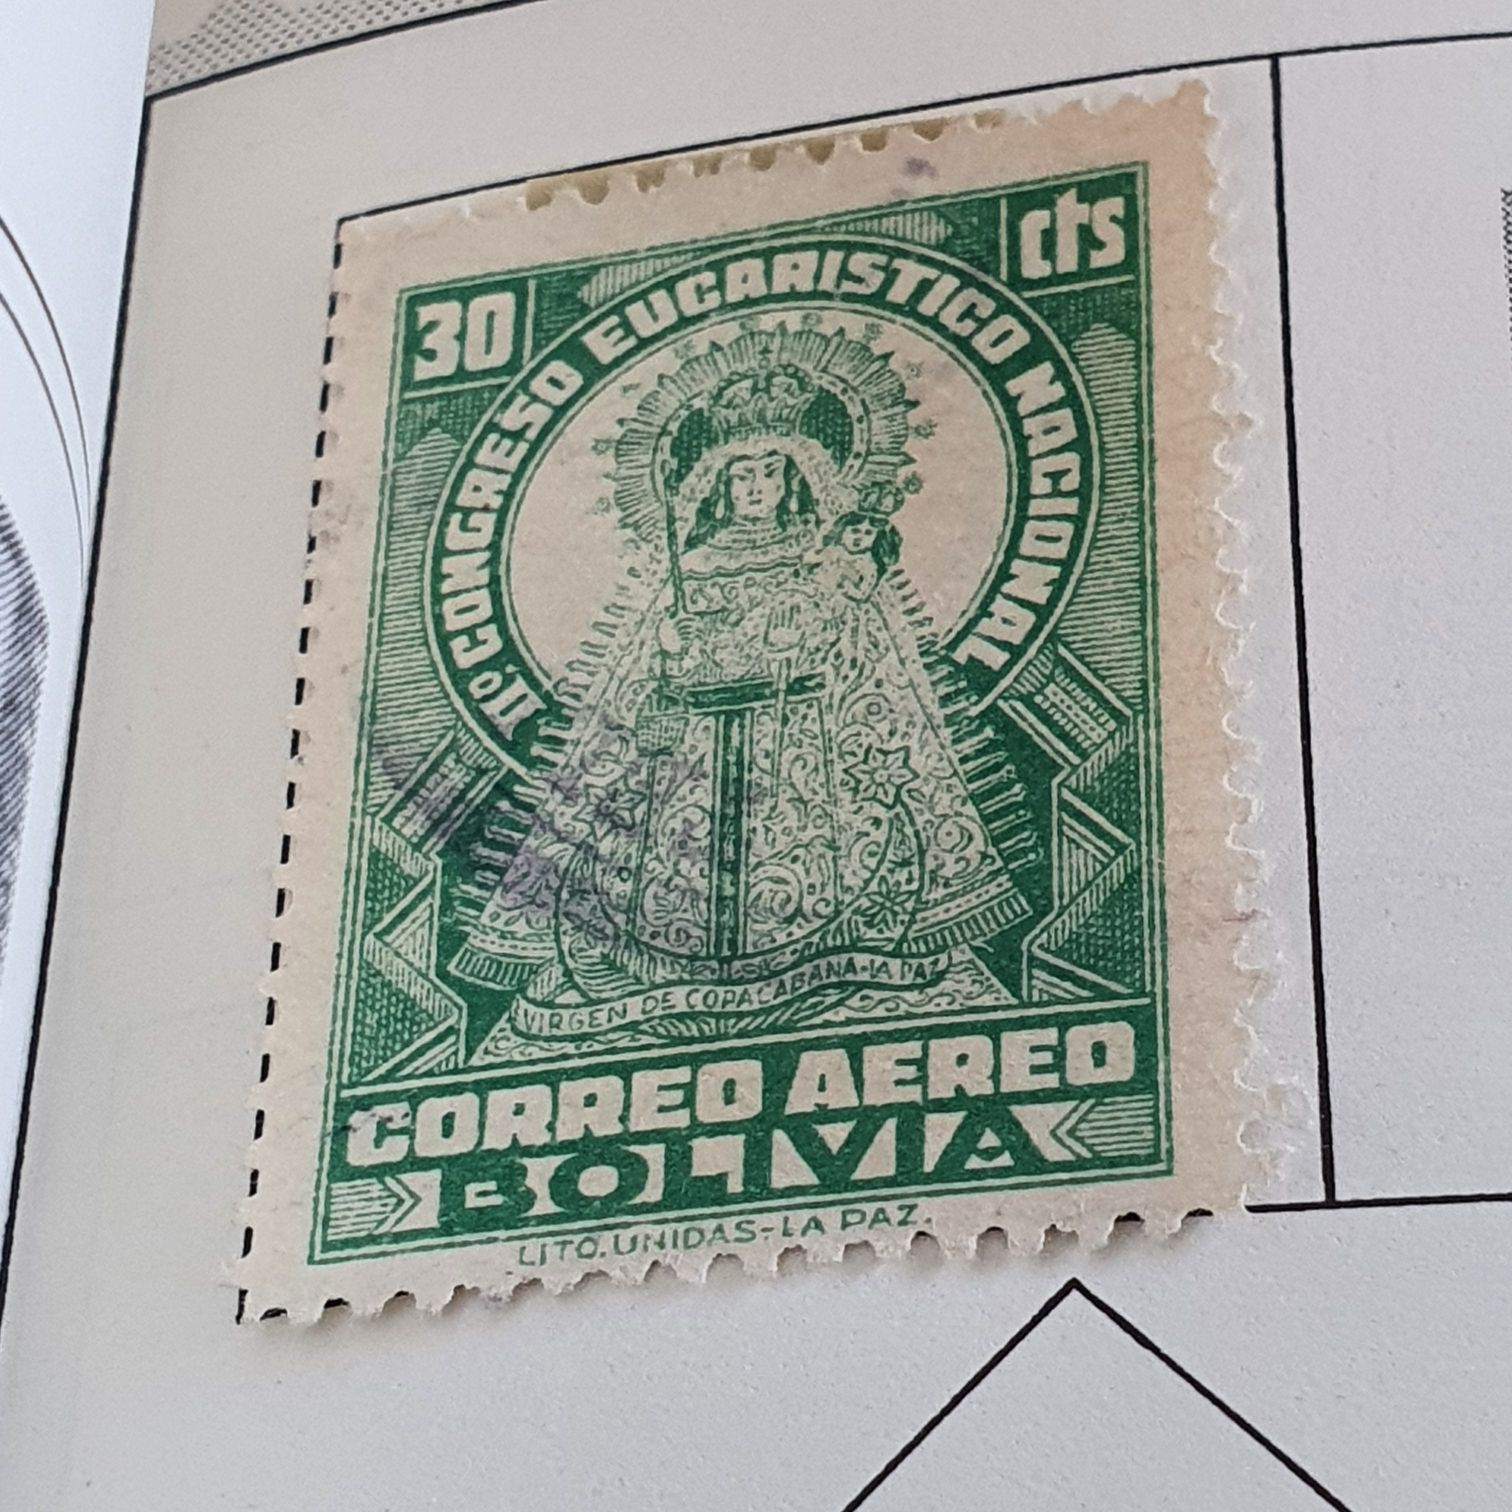 30 cts
IIº CONGRESO EUCARISTICO NACIONAL
VIRGEN DE COPACABANA-LA PAZ
CORREO AEREO
BOLIVIA
LITO. UNIDAS-LA PAZ.